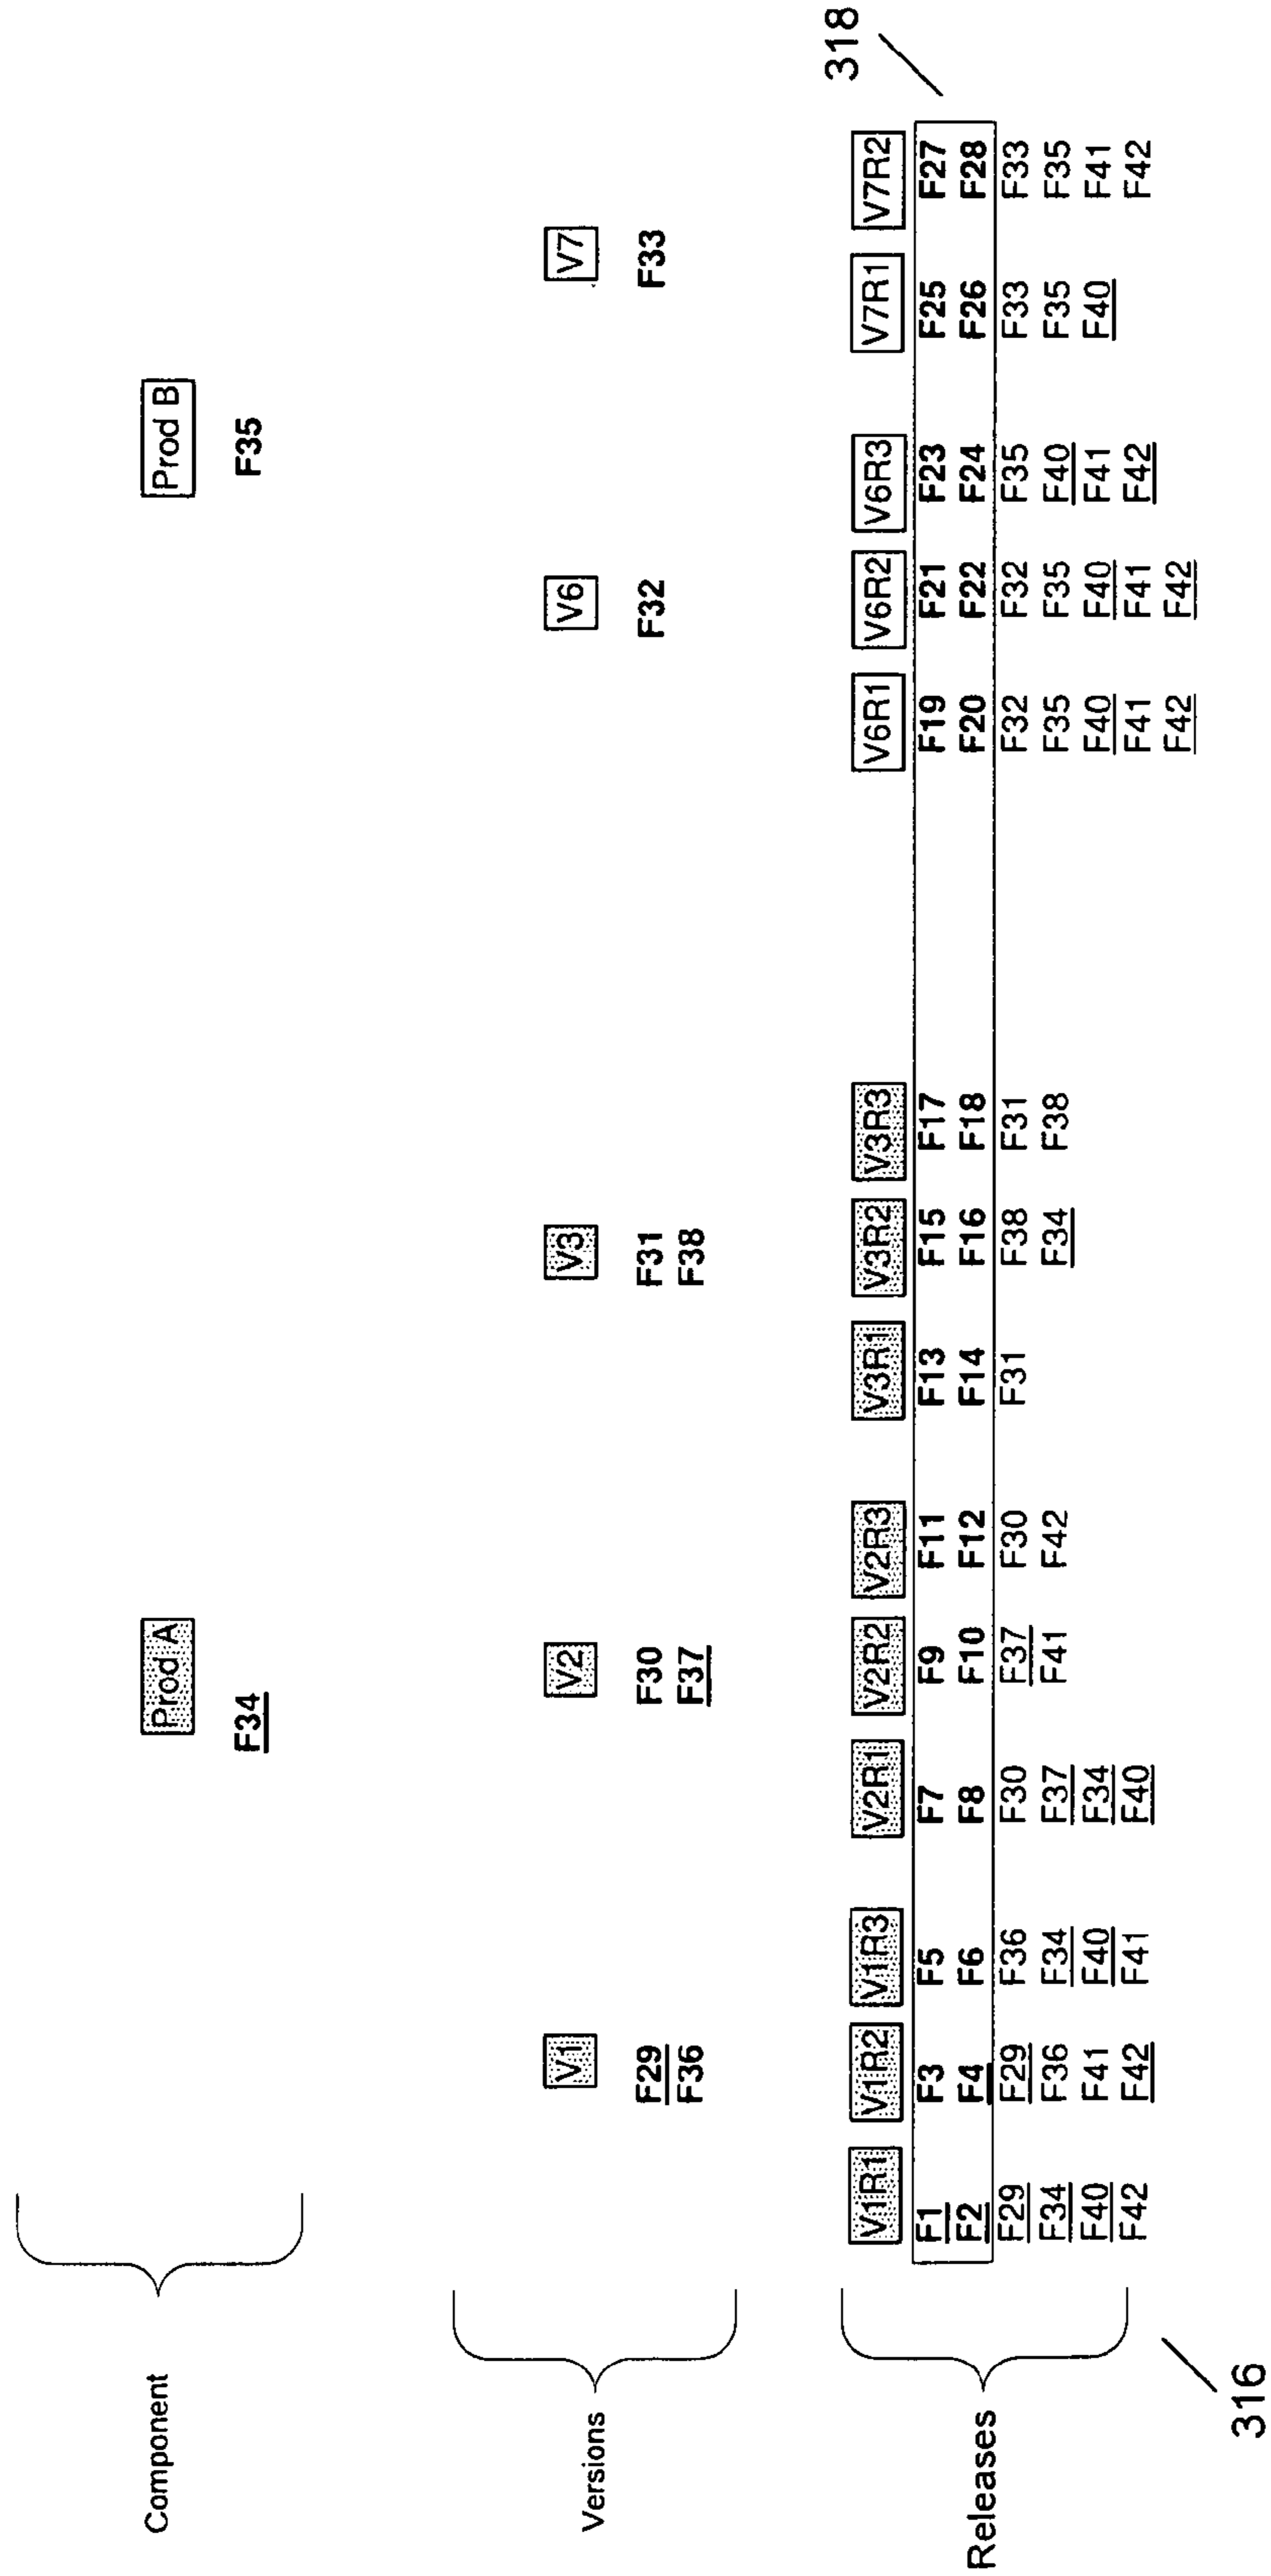 Component
Prod A
Prod B
F34
F35
Versions
V1
V2
V3
V6
V7
F29
F30
F31
F32
F33
F36
F37
F38
318
Releases
V1R1 V1R2 V1R3 V2R1 V2R2 V2R3 V3R1 V3R2 V3R3 V6R1 V6R2 V6R3 V7R1 V7R2
F1 F3 F5 F7 F9 F11 F13 F15 F17 F19 F21 F23 F25 F27
F2 F4 F6 F8 F10 F12 F14 F16 F18 F20 F22 F24 F26 F28
F29 F29 F36 F30 F37 F30 F31 F38 F31 F32 F32 F35 F33 F33
F34 F36 F34 F37 F41 F42 F34 F38 F35 F35 F40 F35 F35
F40 F41 F40 F34 F40 F40 F41 F40 F41
F42 F42 F41 F40 F41 F41 F42 F42
F42 F42
316